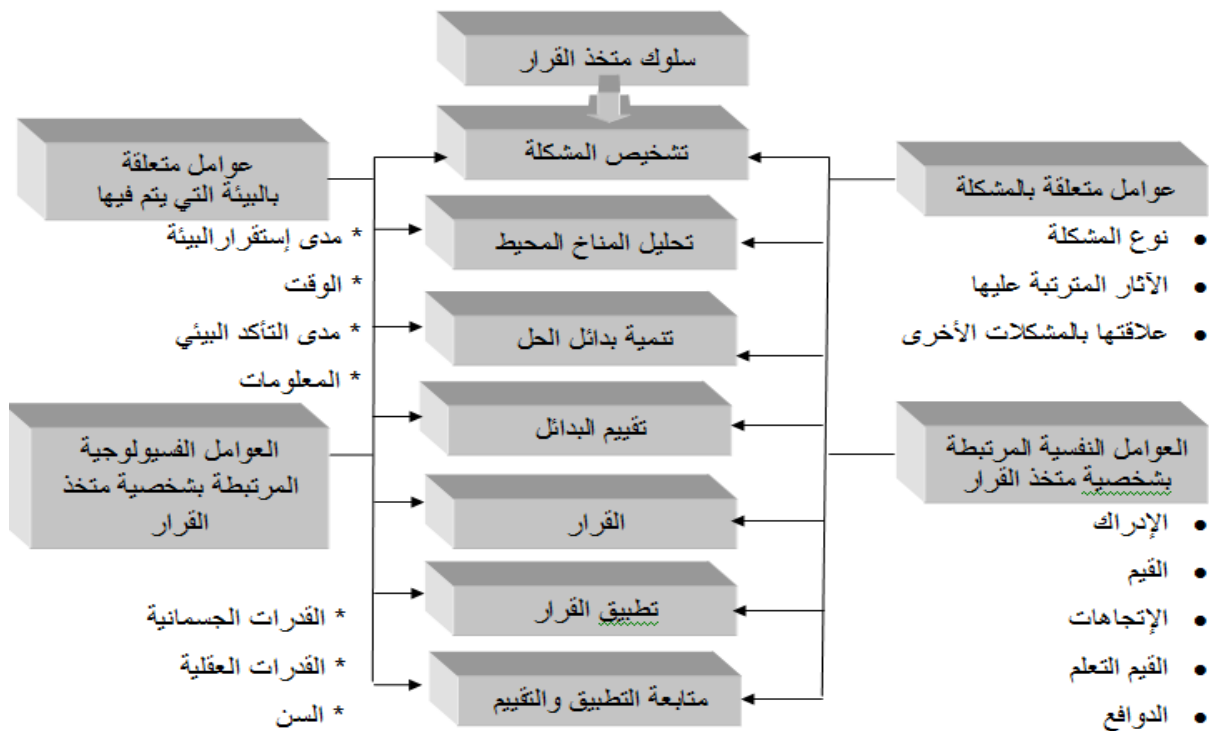 سلوك متخذ القرار
تشخيص المشكلة
تحليل المناخ المحيط
تنمية بدائل الحل
تقييم البدائل
القرار
تطبيق القرار
متابعة التطبيق والتقييم
عوامل متعلقة بالمشكلة
• نوع المشكلة
• الآثار المترتبة عليها
• علاقتها بالمشكلات الأخرى
العوامل النفسية المرتبطة
بشخصية متخذ القرار
• الإدراك
• القيم
• الإتجاهات
• القيم التعلم
• الدوافع
عوامل متعلقة
بالبيئة التي يتم فيها
* مدى إستقرارالبيئة
* الوقت
* مدى التأكد البيئي
* المعلومات
العوامل الفسيولوجية
المرتبطة بشخصية متخذ
القرار
* القدرات الجسمانية
* القدرات العقلية
* السن